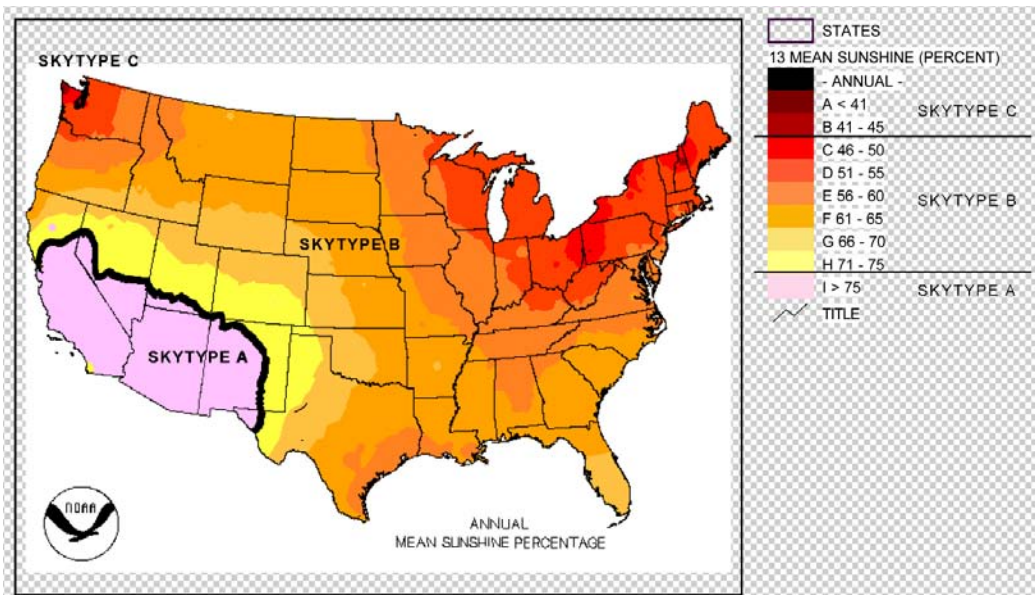 SKYTYPE C
SKYTYPE B
SKYTYPE A
NOAA
ANNUAL
MEAN SUNSHINE PERCENTAGE
STATES
13 MEAN SUNSHINE (PERCENT)
- ANNUAL -
A < 41
SKYTYPE C
B 41 - 45
C 46 - 50
D 51 - 55
E 56 - 60
SKYTYPE B
F 61 - 65
G 66 - 70
H 71 - 75
I > 75
SKYTYPE A
TITLE